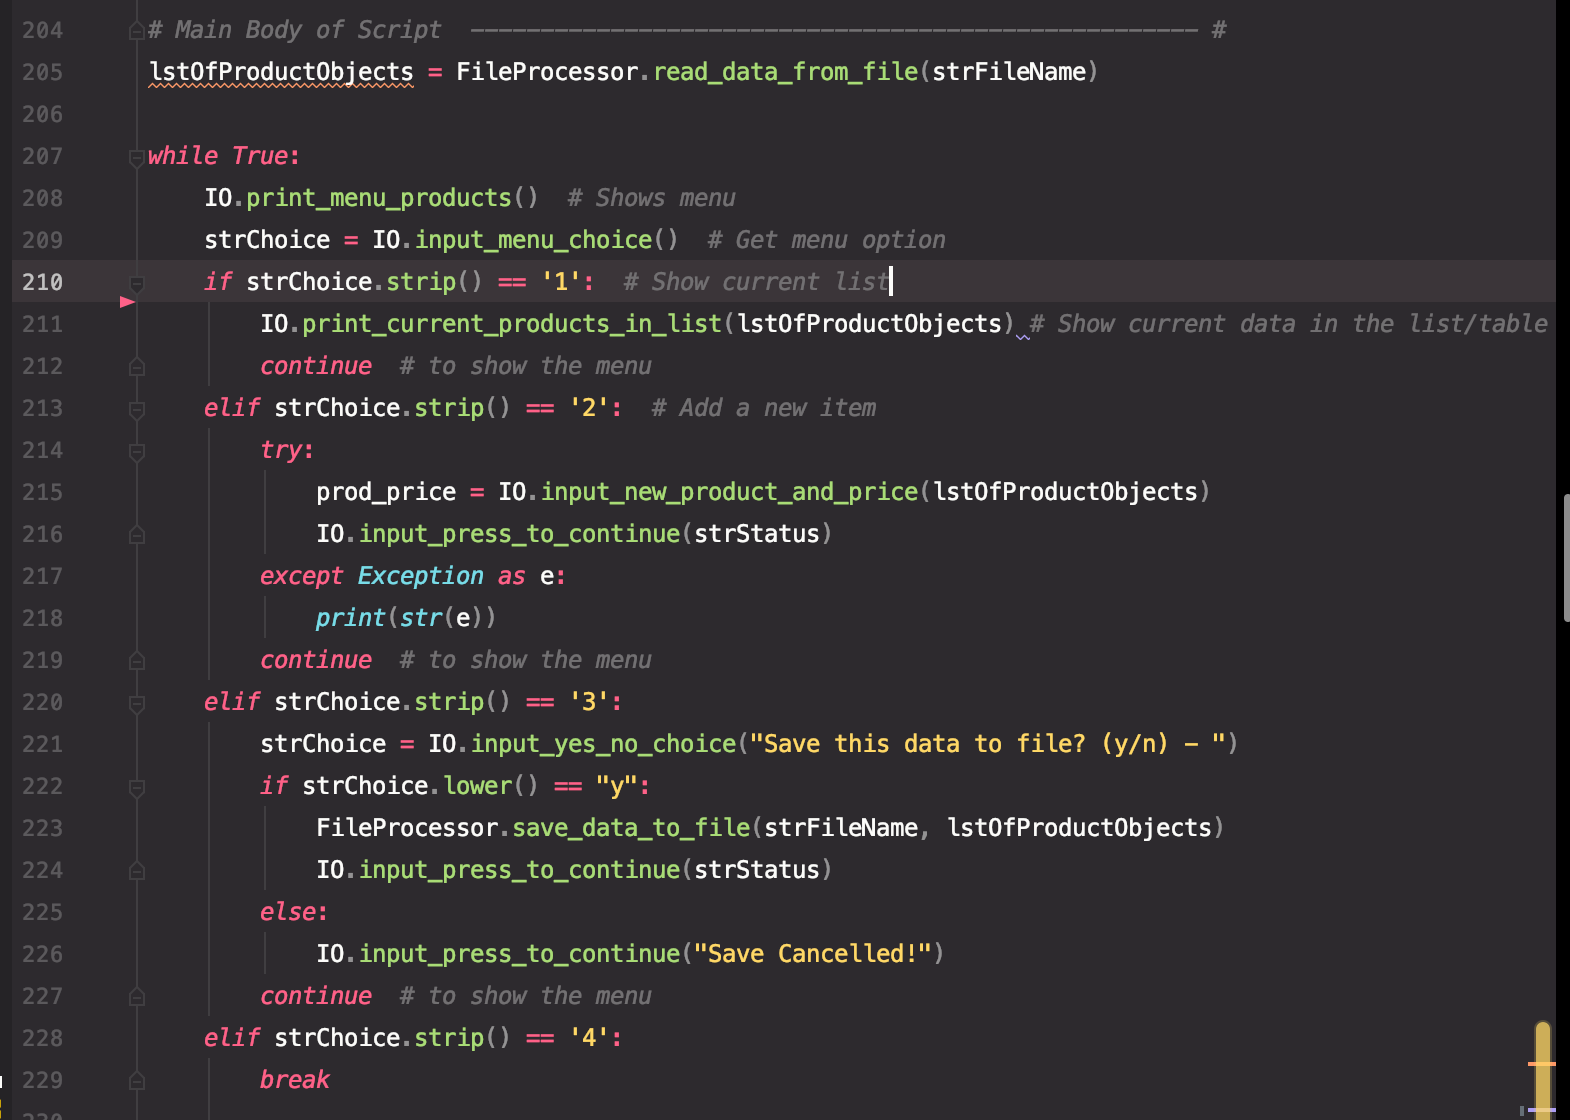 204 # Main Body of Script ---------------------------------------------------- #
205 lstOfProductObjects = FileProcessor.read_data_from_file(strFileName)
206
207 while True:
208     IO.print_menu_products()  # Shows menu
209     strChoice = IO.input_menu_choice()  # Get menu option
210     if strChoice.strip() == '1':  # Show current list
211         IO.print_current_products_in_list(lstOfProductObjects) # Show current data in the list/table
212         continue  # to show the menu
213     elif strChoice.strip() == '2':  # Add a new item
214         try:
215             prod_price = IO.input_new_product_and_price(lstOfProductObjects)
216             IO.input_press_to_continue(strStatus)
217         except Exception as e:
218             print(str(e))
219         continue  # to show the menu
220     elif strChoice.strip() == '3':
221         strChoice = IO.input_yes_no_choice("Save this data to file? (y/n) - ")
222         if strChoice.lower() == "y":
223             FileProcessor.save_data_to_file(strFileName, lstOfProductObjects)
224             IO.input_press_to_continue(strStatus)
225         else:
226             IO.input_press_to_continue("Save Cancelled!")
227         continue  # to show the menu
228     elif strChoice.strip() == '4':
229         break